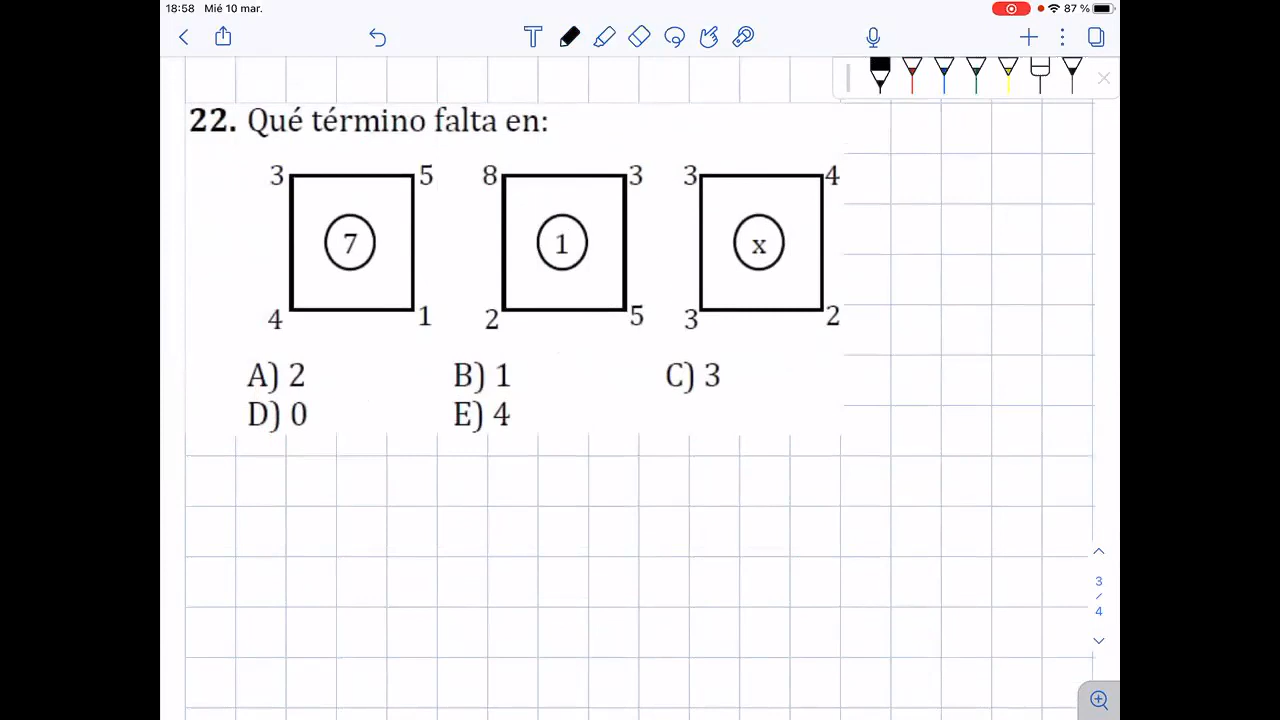 18:58 Mié 10 mar. 87 %
T
22. Qué término falta en:
3 5 8 3 3 4
7 1 x
4 1 2 5 3 2
A) 2 B) 1 C) 3
D) 0 E) 4
3
/
4